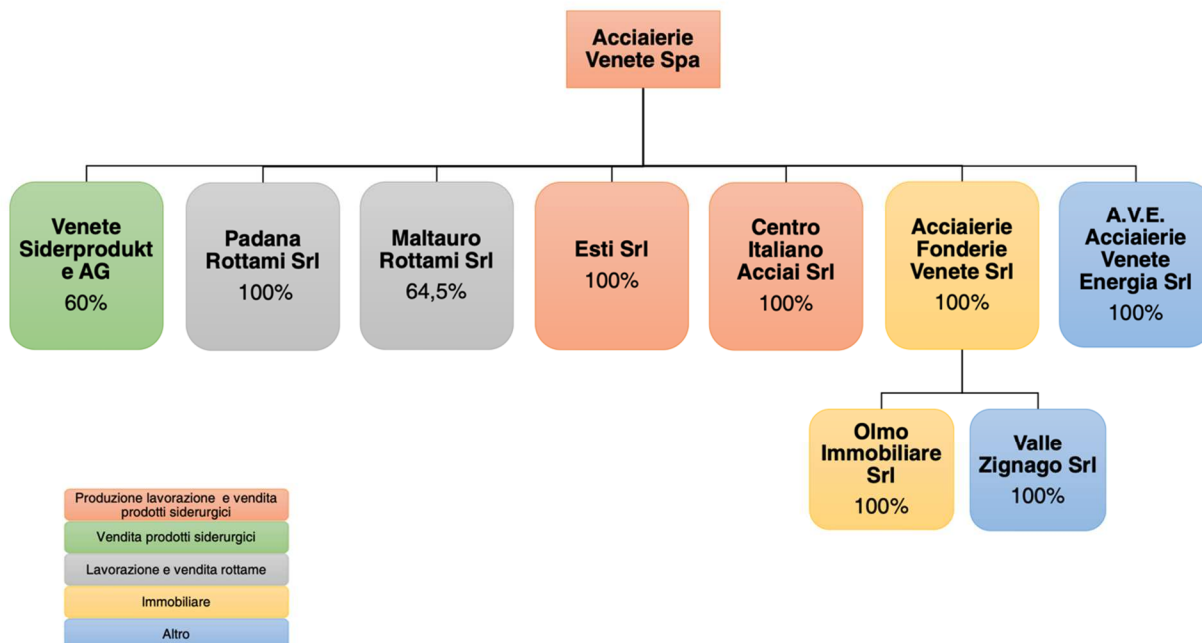 Acciaierie
Venete Spa
Venete
Siderprodukt
e AG
60%
Padana
Rottami Srl
100%
Maltauro
Rottami Srl
64,5%
Esti Srl
100%
Centro
Italiano
Acciai Srl
100%
Acciaierie
Fonderie
Venete Srl
100%
A.V.E.
Acciaierie
Venete
Energia Srl
100%
Olmo
Immobiliare
Srl
100%
Valle
Zignago Srl
100%
Produzione lavorazione e vendita
prodotti siderurgici
Vendita prodotti siderurgici
Lavorazione e vendita rottame
Immobiliare
Altro